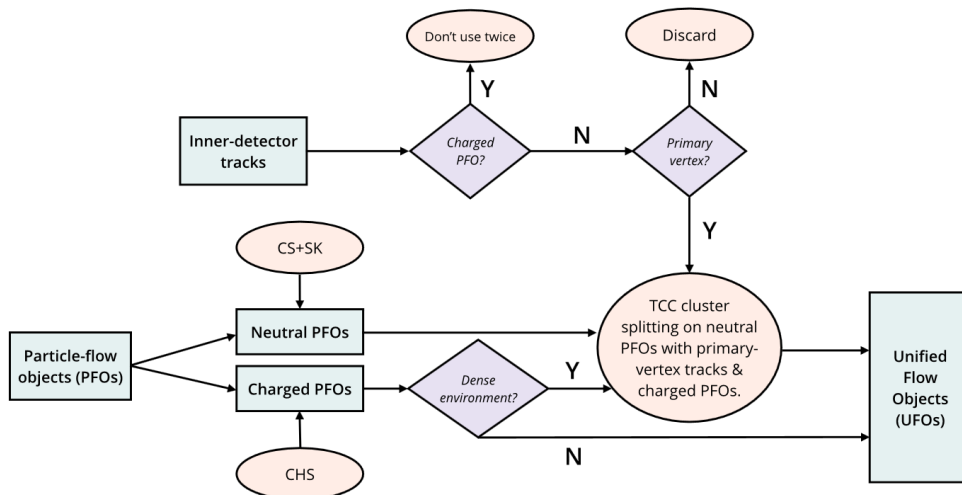 Don't use twice
Discard
Y
N
Inner-detector
tracks
Charged
PFO?
N
Primary
vertex?
Y
CS+SK
Neutral PFOs
TCC cluster
splitting on neutral
PFOs with primary-
vertex tracks &
charged PFOs.
Particle-flow
objects (PFOs)
Charged PFOs
Dense
environment?
Y
N
CHS
Unified
Flow
Objects
(UFOs)